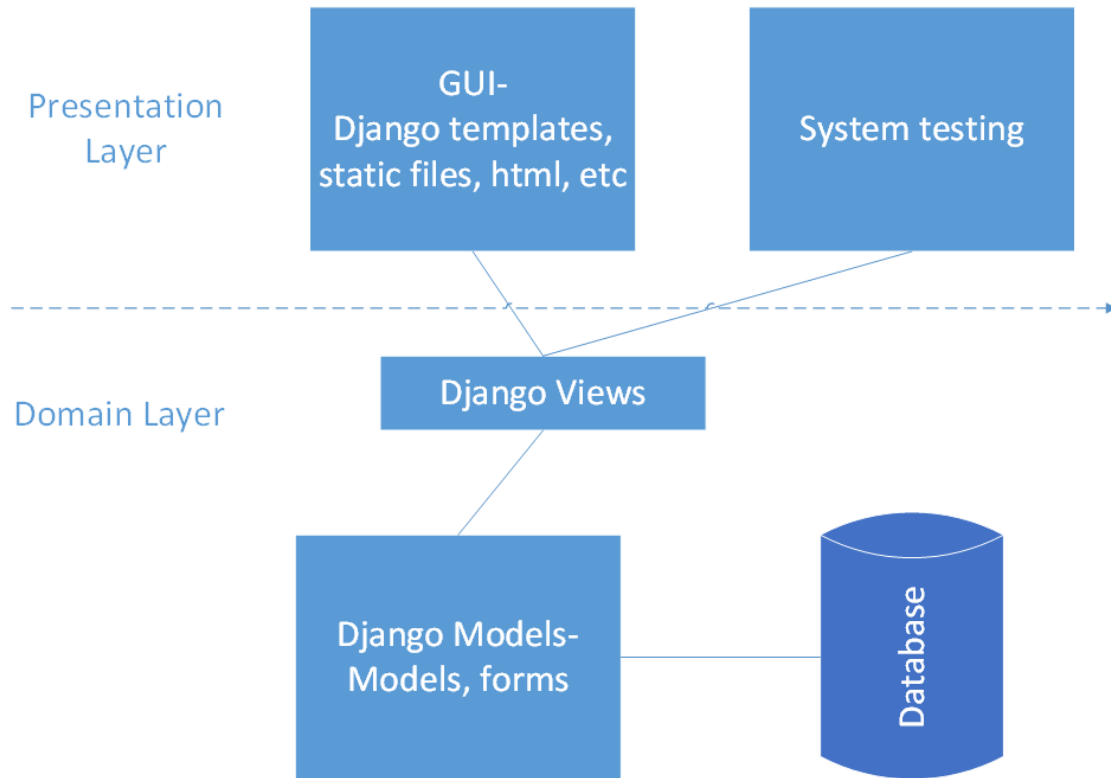 Presentation
Layer
GUI-
Django templates,
static files, html, etc
System testing
Domain Layer
Django Views
Django Models-
Models, forms
Database